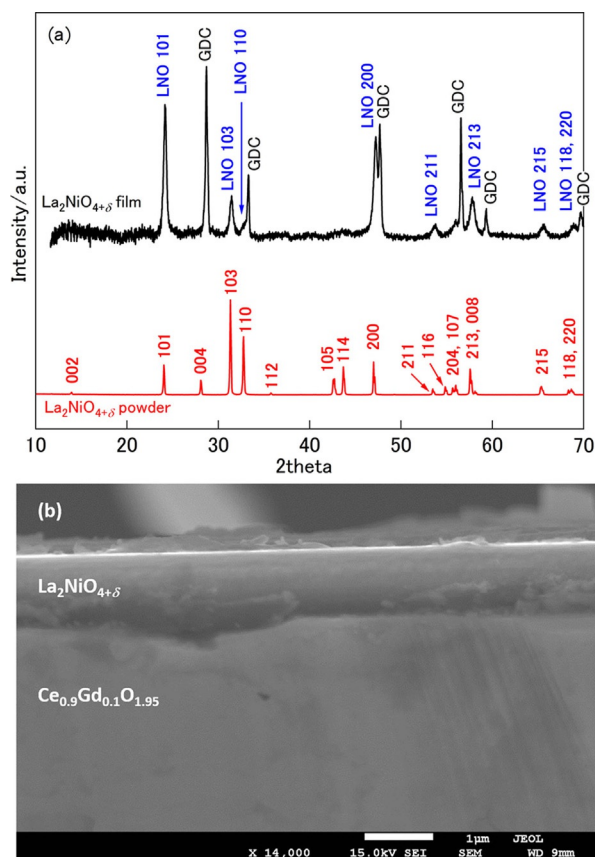 (a)
LNO 101
GDC
LNO 103
LNO 110
GDC
LNO 200
GDC
LNO 211
GDC
LNO 213
GDC
LNO 215
LNO 118, 220
GDC
La₂NiO₄₊δ film
Intensity/a.u.
002
101
004
103
110
112
105
114
200
211
116
204, 107
213, 008
215
118, 220
La₂NiO₄₊δ powder
10 20 30 40 50 60 70
2theta
(b)
La₂NiO₄₊δ
Ce₀.₉Gd₀.₁O₁.₉₅
1µm JEOL
X 14,000 15.0kV SEI SEM WD 9mm